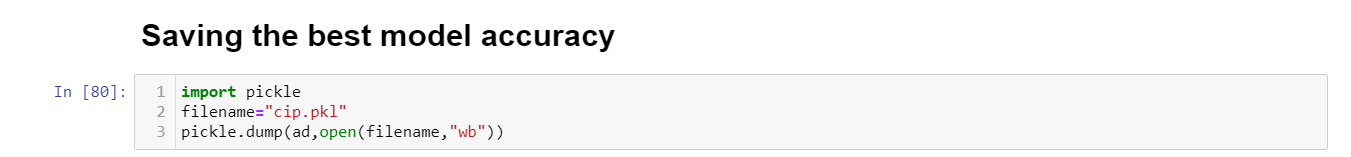 Saving the best model accuracy
In [80]:
1 import pickle
2 filename="cip.pkl"
3 pickle.dump(ad,open(filename,"wb"))